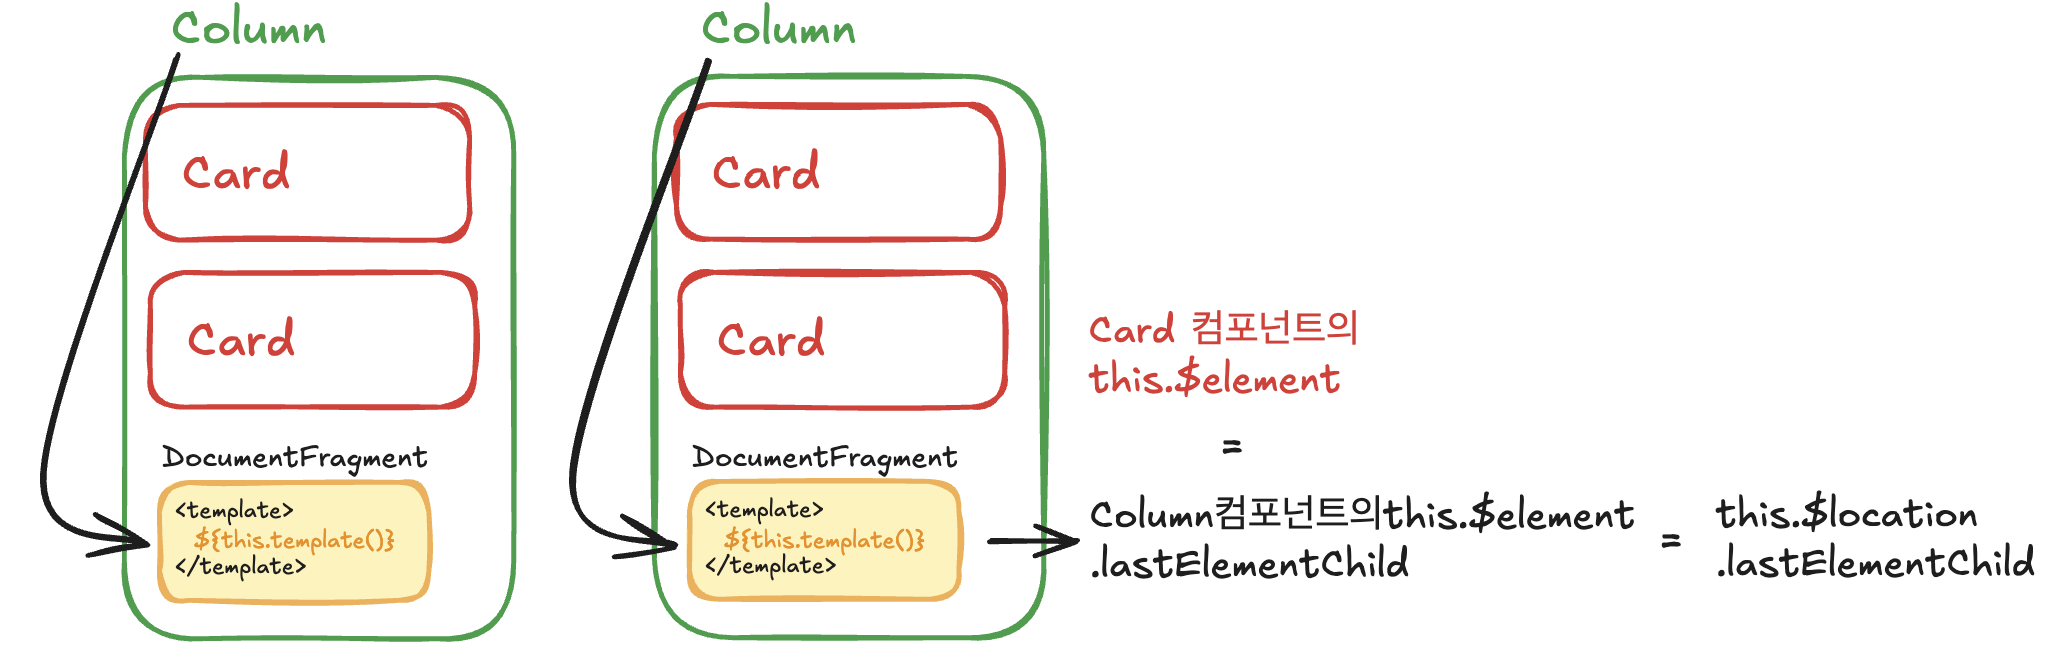 Column
Card
Card
DocumentFragment
<template>
${this.template()}
</template>
Column
Card
Card
DocumentFragment
<template>
${this.template()}
</template>
Card 컴포넌트의
this.$element
=
Column컴포넌트의this.$element
.lastElementChild
=
this.$location
.lastElementChild